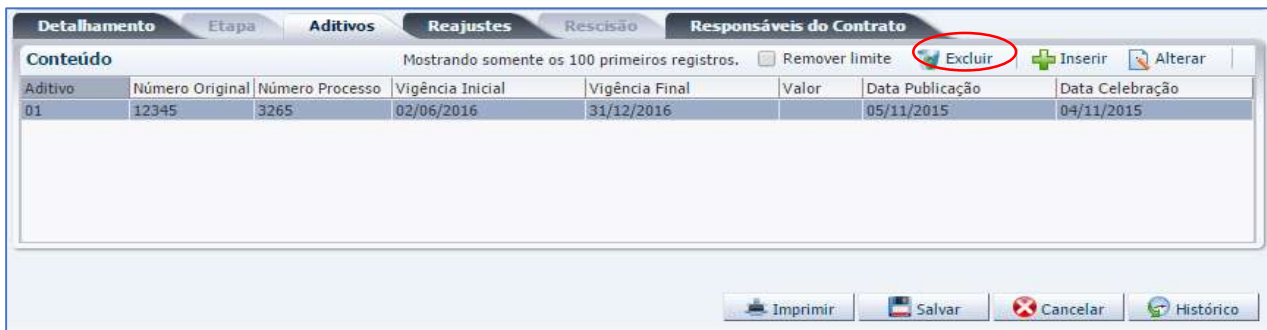 Detalhamento Etapa Aditivos Reajustes Rescisão Responsáveis do Contrato
Conteúdo Mostrando somente os 100 primeiros registros. Remover limite Excluir Inserir Alterar
Aditivo Número Original Número Processo Vigência Inicial Vigência Final Valor Data Publicação Data Celebração
01 12345 3265 02/06/2016 31/12/2016 05/11/2015 04/11/2015
Imprimir Salvar Cancelar Histórico